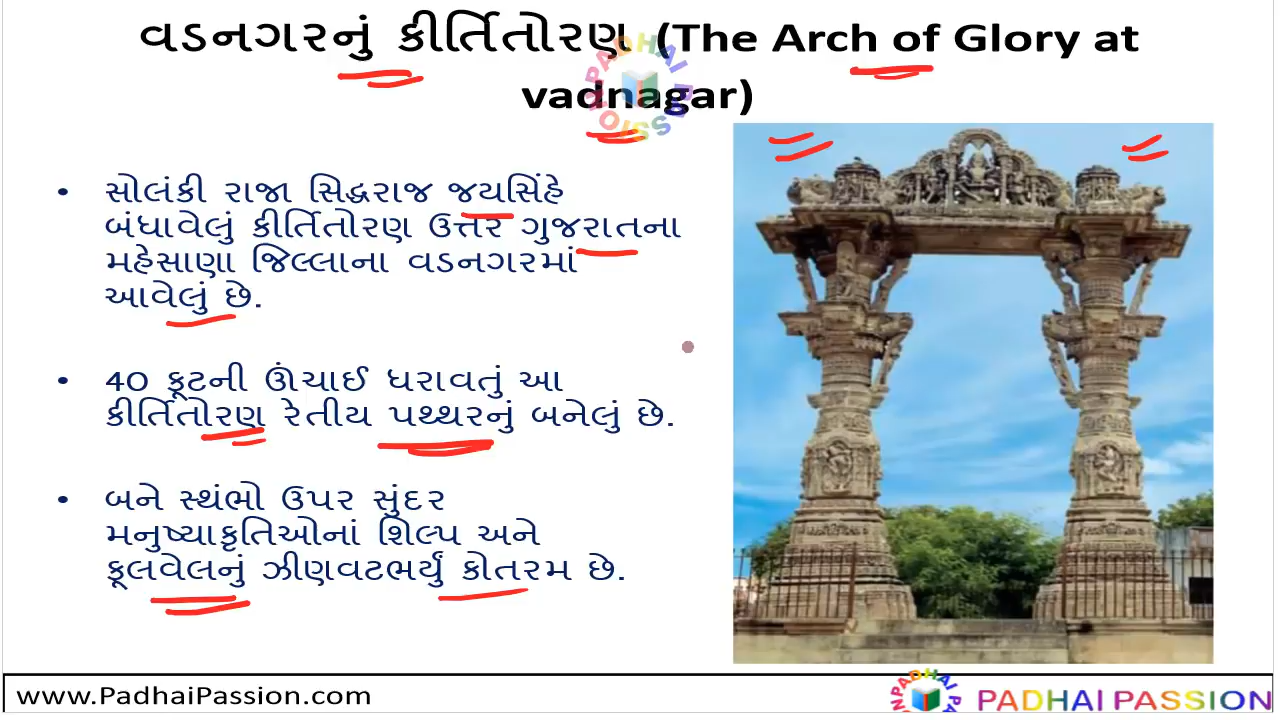 વડનગરનું કીર્તિતોરણ (The Arch of Glory at
vadnagar)
• સોલંકી રાજા સિદ્ધરાજ જયસિંહે
બંધાવેલું કીર્તિતોરણ ઉત્તર ગુજરાતના
મહેસાણા જિલ્લાના વડનગરમાં
આવેલું છે.
• 40 ફૂટની ઊંચાઈ ધરાવતું આ
કીર્તિતોરણ રેતીય પથ્થરનું બનેલું છે.
• બને સ્થંભો ઉપર સુંદર
મનુષ્યાકૃતિઓનાં શિલ્પ અને
ફૂલવેલનું ઝીણવટભર્યું કોતરમ છે.
www.PadhaiPassion.com
PADHAI PASSION